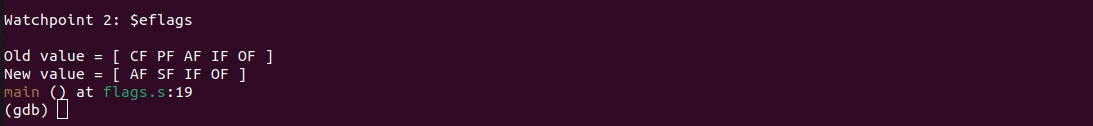 Watchpoint 2: $eflags
Old value = [ CF PF AF IF OF ]
New value = [ AF SF IF OF ]
main () at flags.s:19
(gdb)